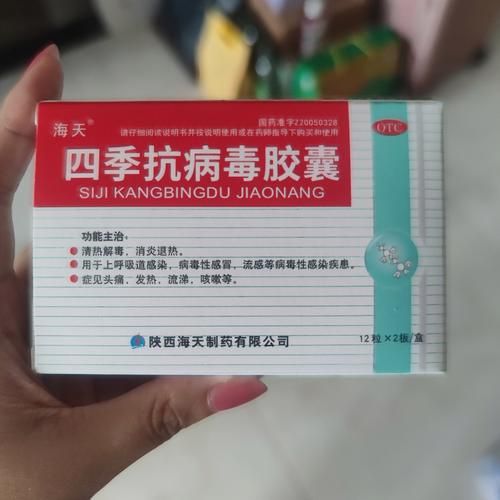 海天®
国药准字Z20050328
请仔细阅读说明书并按说明使用或在药师指导下购买和使用
OTC
四季抗病毒胶囊
SIJI KANGBINGDU JIAONANG
功能主治:
清热解毒，消炎退热。
用于上呼吸道感染，病毒性感冒，流感等病毒性感染疾患。
症见头痛，发热，流涕，咳嗽等。
陕西海天制药有限公司
12粒×2板/盒